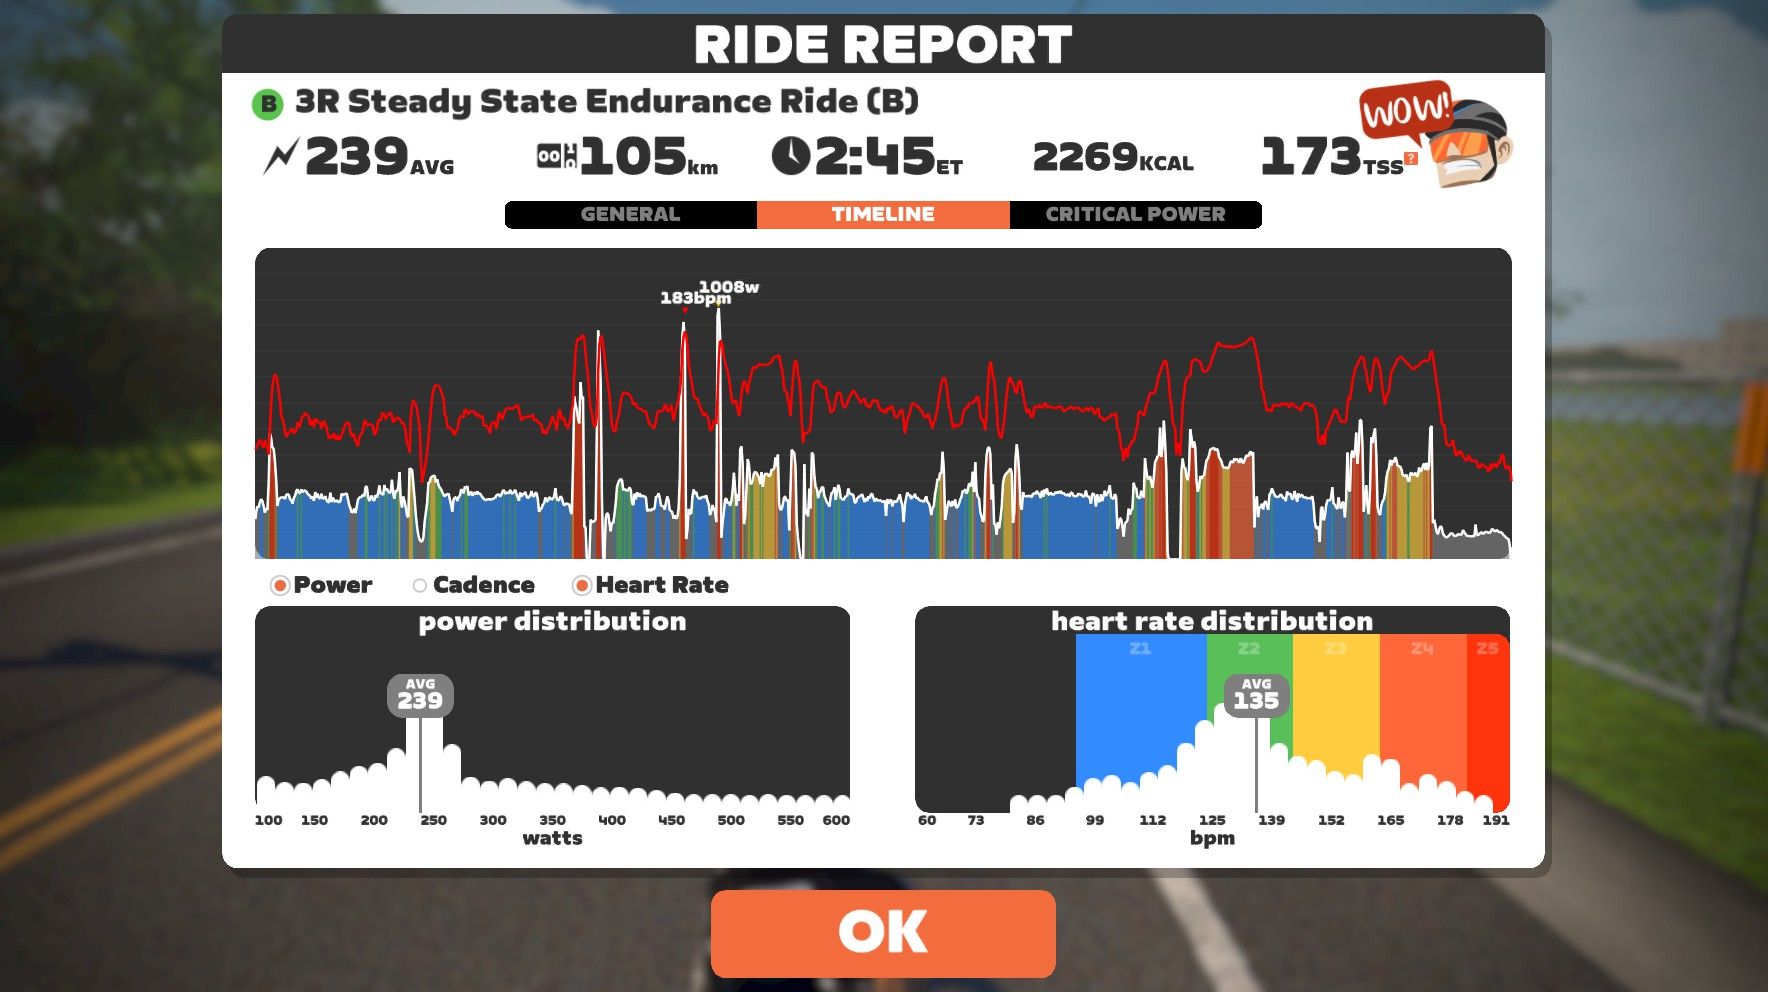 RIDE REPORT
B 3R Steady State Endurance Ride (B)
WOW!
239AVG 105km 2:45ET 2269KCAL 173TSS ?
GENERAL TIMELINE CRITICAL POWER
1008w
183bpm
Power Cadence Heart Rate
power distribution
AVG
239
100 150 200 250 300 350 400 450 500 550 600
watts
heart rate distribution
Z1 Z2 Z3 Z4 Z5
AVG
135
60 73 86 99 112 125 139 152 165 178 191
bpm
OK